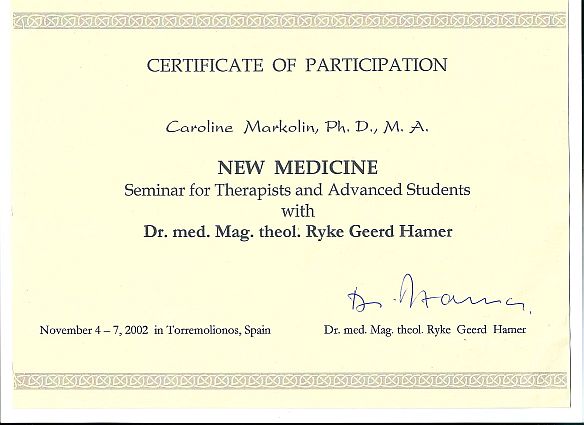 CERTIFICATE OF PARTICIPATION
Caroline Markolin, Ph. D., M. A.
NEW MEDICINE
Seminar for Therapists and Advanced Students
with
Dr. med. Mag. theol. Ryke Geerd Hamer
Dr. Hamer
November 4 – 7, 2002 in Torremolionos, Spain
Dr. med. Mag. theol. Ryke Geerd Hamer